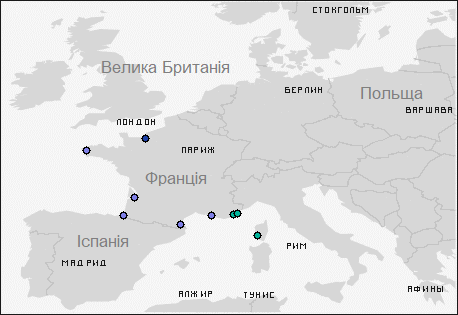 СТОКГОЛЬМ
Велика Британія
БЕРЛИН
Польща
ВАРШАВА
ЛОНДОН
ПАРИЖ
Франція
Іспанія
РИМ
МАДРИД
АФИНЫ
АЛЖИР
ТУНИС